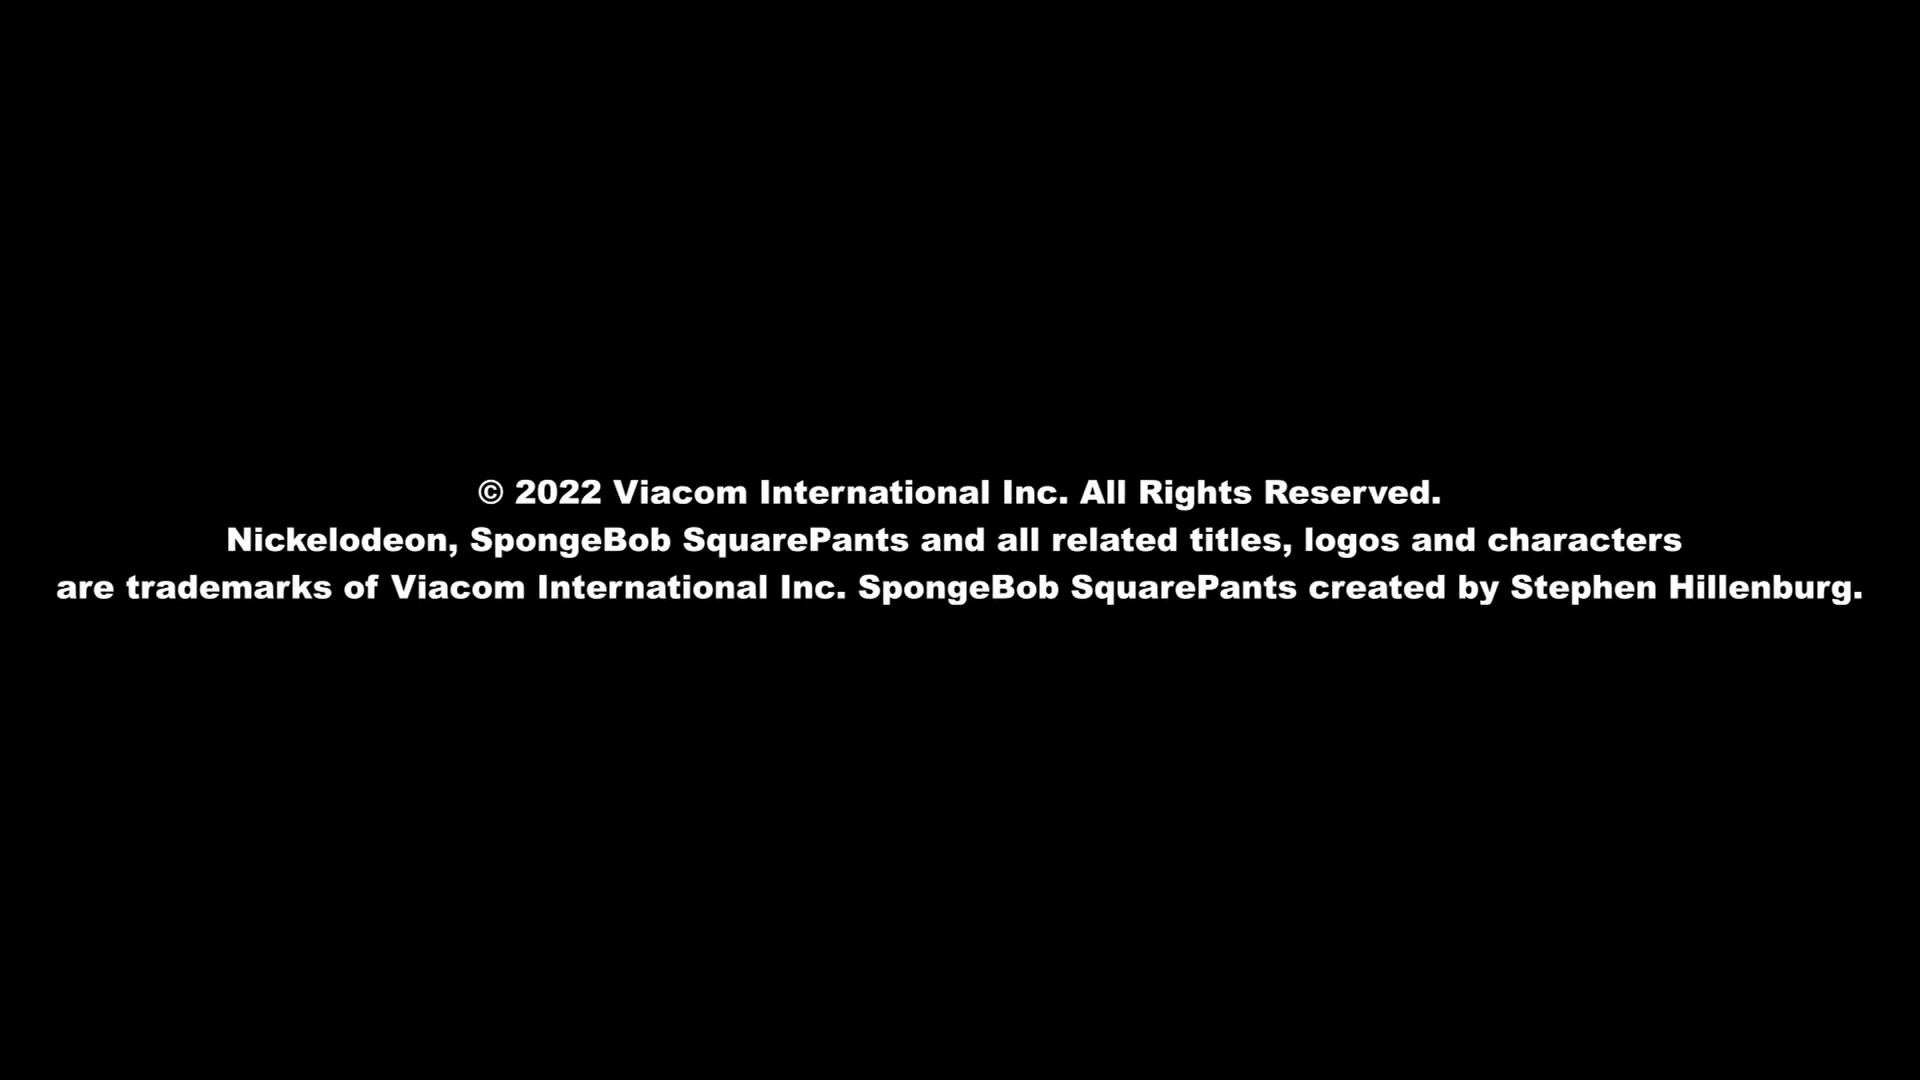 © 2022 Viacom International Inc. All Rights Reserved.
Nickelodeon, SpongeBob SquarePants and all related titles, logos and characters
are trademarks of Viacom International Inc. SpongeBob SquarePants created by Stephen Hillenburg.